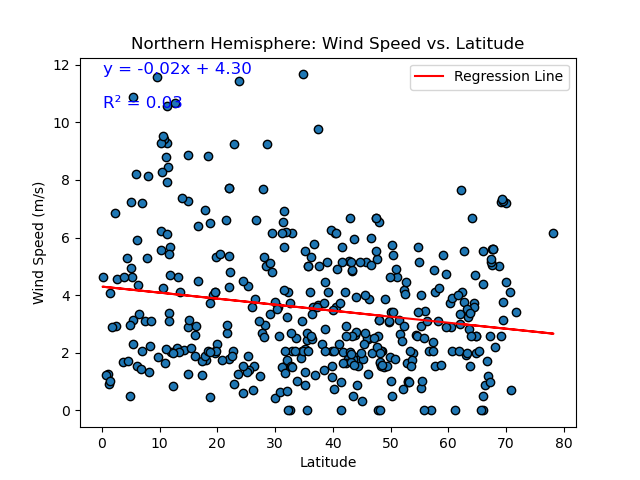 Northern Hemisphere: Wind Speed vs. Latitude
y = -0.02x + 4.30
R² = 0.03
Regression Line
Wind Speed (m/s)
12
10
8
6
4
2
0
0 10 20 30 40 50 60 70 80
Latitude